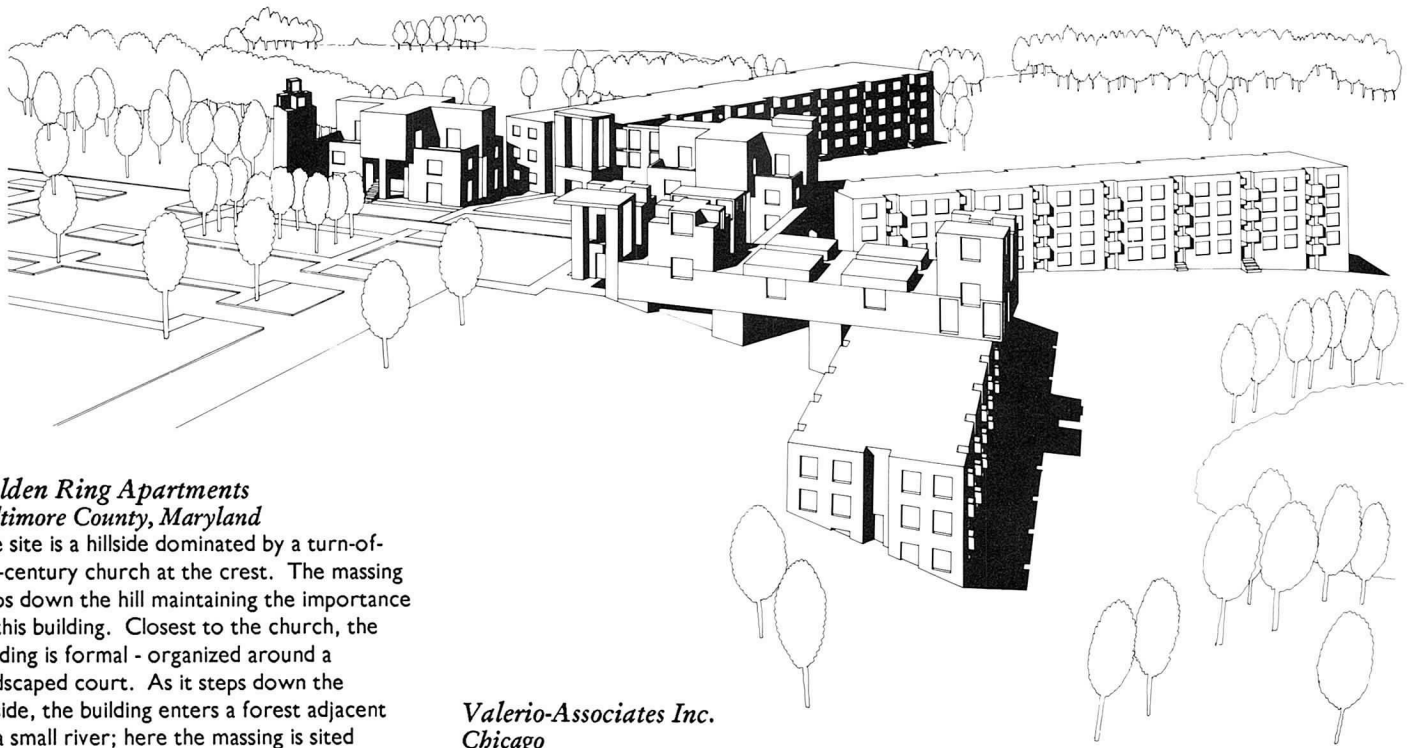 lden Ring Apartments
timore County, Maryland
e site is a hillside dominated by a turn-of-
-century church at the crest. The massing
ps down the hill maintaining the importance
this building. Closest to the church, the
ding is formal - organized around a
dscaped court. As it steps down the
side, the building enters a forest adjacent
a small river; here the massing is sited
Valerio-Associates Inc.
Chicago